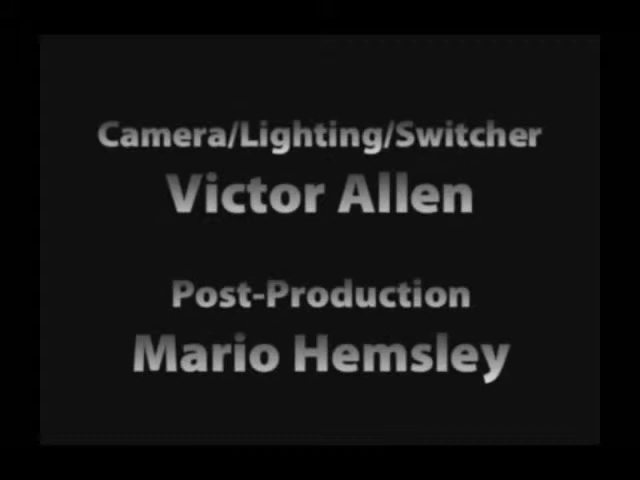 Camera/Lighting/Switcher
Victor Allen
Post-Production
Mario Hemsley